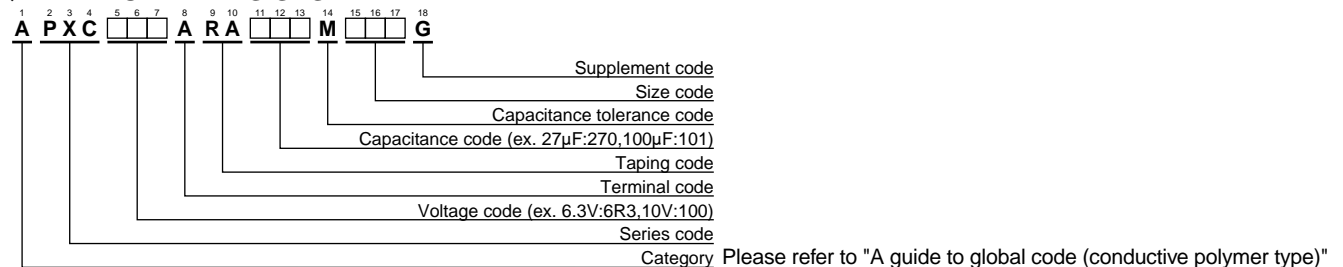 1 2 3 4 5 6 7 8 9 10 11 12 13 14 15 16 17 18
A PXC □□□ A RA □□□ M □□□ G
Supplement code
Size code
Capacitance tolerance code
Capacitance code (ex. 27μF:270,100μF:101)
Taping code
Terminal code
Voltage code (ex. 6.3V:6R3,10V:100)
Series code
Category Please refer to "A guide to global code (conductive polymer type)"